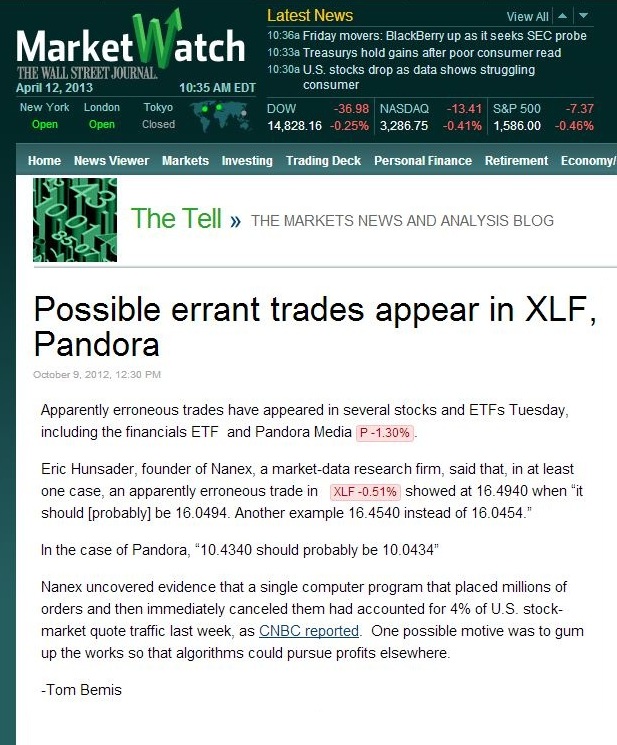 MarketWatch
THE WALL STREET JOURNAL.
April 12, 2013 10:35 AM EDT
New York London Tokyo
Open Open Closed
Latest News View All
10:36a Friday movers: BlackBerry up as it seeks SEC probe
10:33a Treasurys hold gains after poor consumer read
10:30a U.S. stocks drop as data shows struggling
consumer
DOW -36.98 NASDAQ -13.41 S&P 500 -7.37
14,828.16 -0.25% 3,286.75 -0.41% 1,586.00 -0.46%
Home News Viewer Markets Investing Trading Deck Personal Finance Retirement Economy/
The Tell » THE MARKETS NEWS AND ANALYSIS BLOG
Possible errant trades appear in XLF,
Pandora
October 9, 2012, 12:30 PM
Apparently erroneous trades have appeared in several stocks and ETFs Tuesday,
including the financials ETF and Pandora Media P -1.30% .
Eric Hunsader, founder of Nanex, a market-data research firm, said that, in at least
one case, an apparently erroneous trade in XLF -0.51% showed at 16.4940 when “it
should [probably] be 16.0494. Another example 16.4540 instead of 16.0454.”
In the case of Pandora, “10.4340 should probably be 10.0434”
Nanex uncovered evidence that a single computer program that placed millions of
orders and then immediately canceled them had accounted for 4% of U.S. stock-
market quote traffic last week, as CNBC reported. One possible motive was to gum
up the works so that algorithms could pursue profits elsewhere.
-Tom Bemis